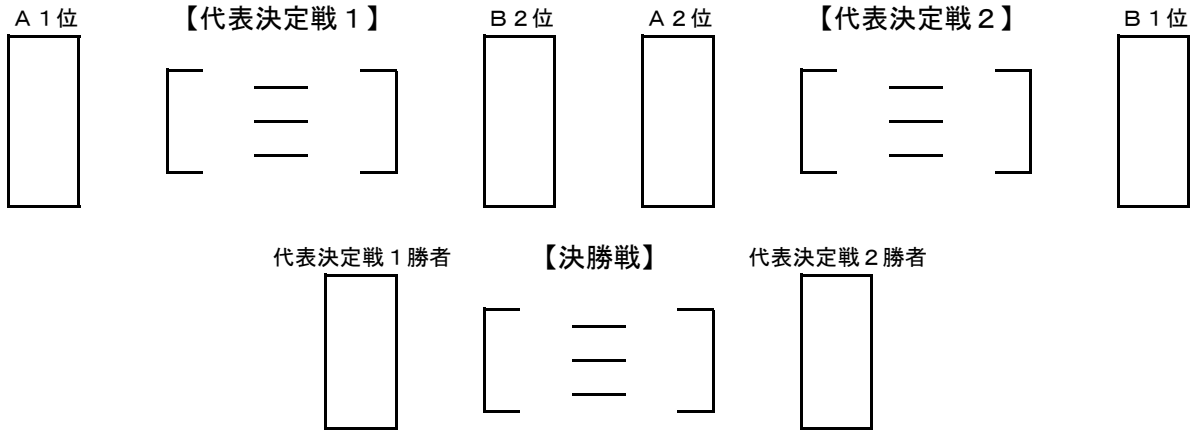 A1位 【代表決定戦1】 B2位 A2位 【代表決定戦2】 B1位
代表決定戦1勝者 【決勝戦】 代表決定戦2勝者